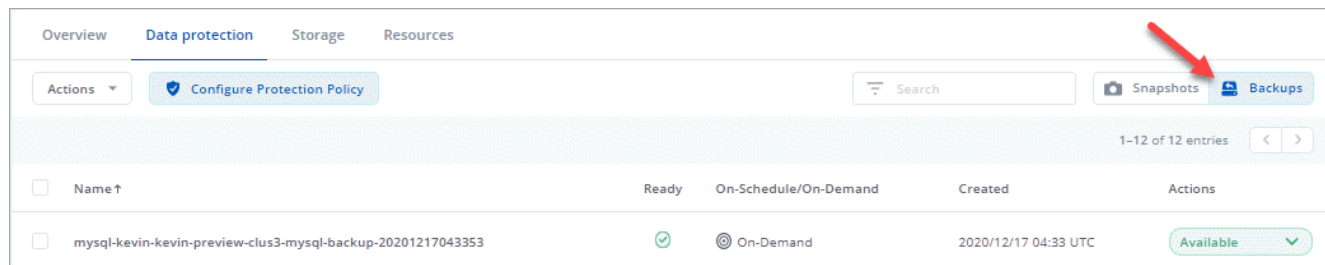 Overview Data protection Storage Resources
Actions Configure Protection Policy Search Snapshots Backups
1–12 of 12 entries
Name↑ Ready On-Schedule/On-Demand Created Actions
mysql-kevin-kevin-preview-clus3-mysql-backup-20201217043353 On-Demand 2020/12/17 04:33 UTC Available